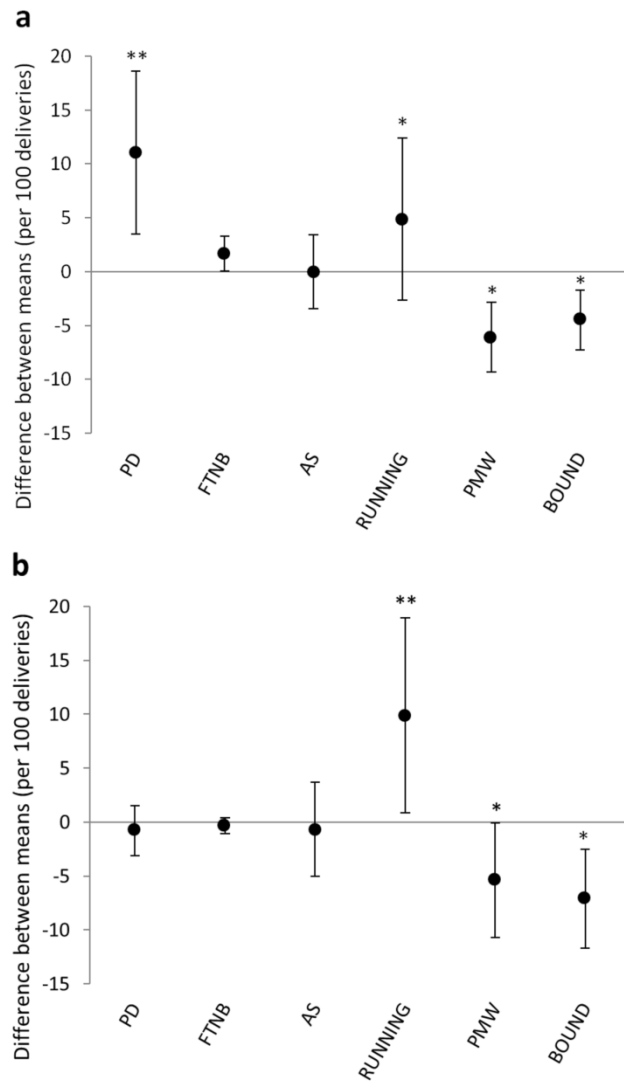 a
Difference between means (per 100 deliveries)
20
15
10
5
0
-5
-10
-15
**
*
*
*
PD
FTNB
AS
RUNNING
PMW
BOUND
b
Difference between means (per 100 deliveries)
20
15
10
5
0
-5
-10
-15
**
*
*
PD
FTNB
AS
RUNNING
PMW
BOUND